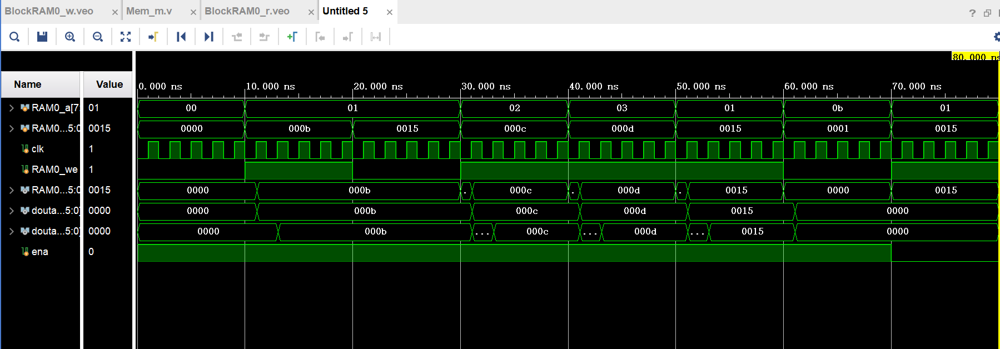 BlockRAM0_w.veo × Mem_m.v × BlockRAM0_r.veo × Untitled 5 ×
?
80.000 ns
Name Value
0.000 ns 10.000 ns 20.000 ns 30.000 ns 40.000 ns 50.000 ns 60.000 ns 70.000 ns
RAM0_a[7: 01 00 01 02 03 01 0b 01
RAM0...5:0 0015 0000 000b 0015 000c 000d 0015 0001 0015
clk 1
RAM0_we 1
RAM0...5:0 0015 0000 000b . 000c . 000d . 0015 0000 0015
douta...5:0] 0000 0000 000b 000c 000d 0015 0000
douta...5:0] 0000 0000 000b ... 000c ... 000d ... 0015 0000
ena 0